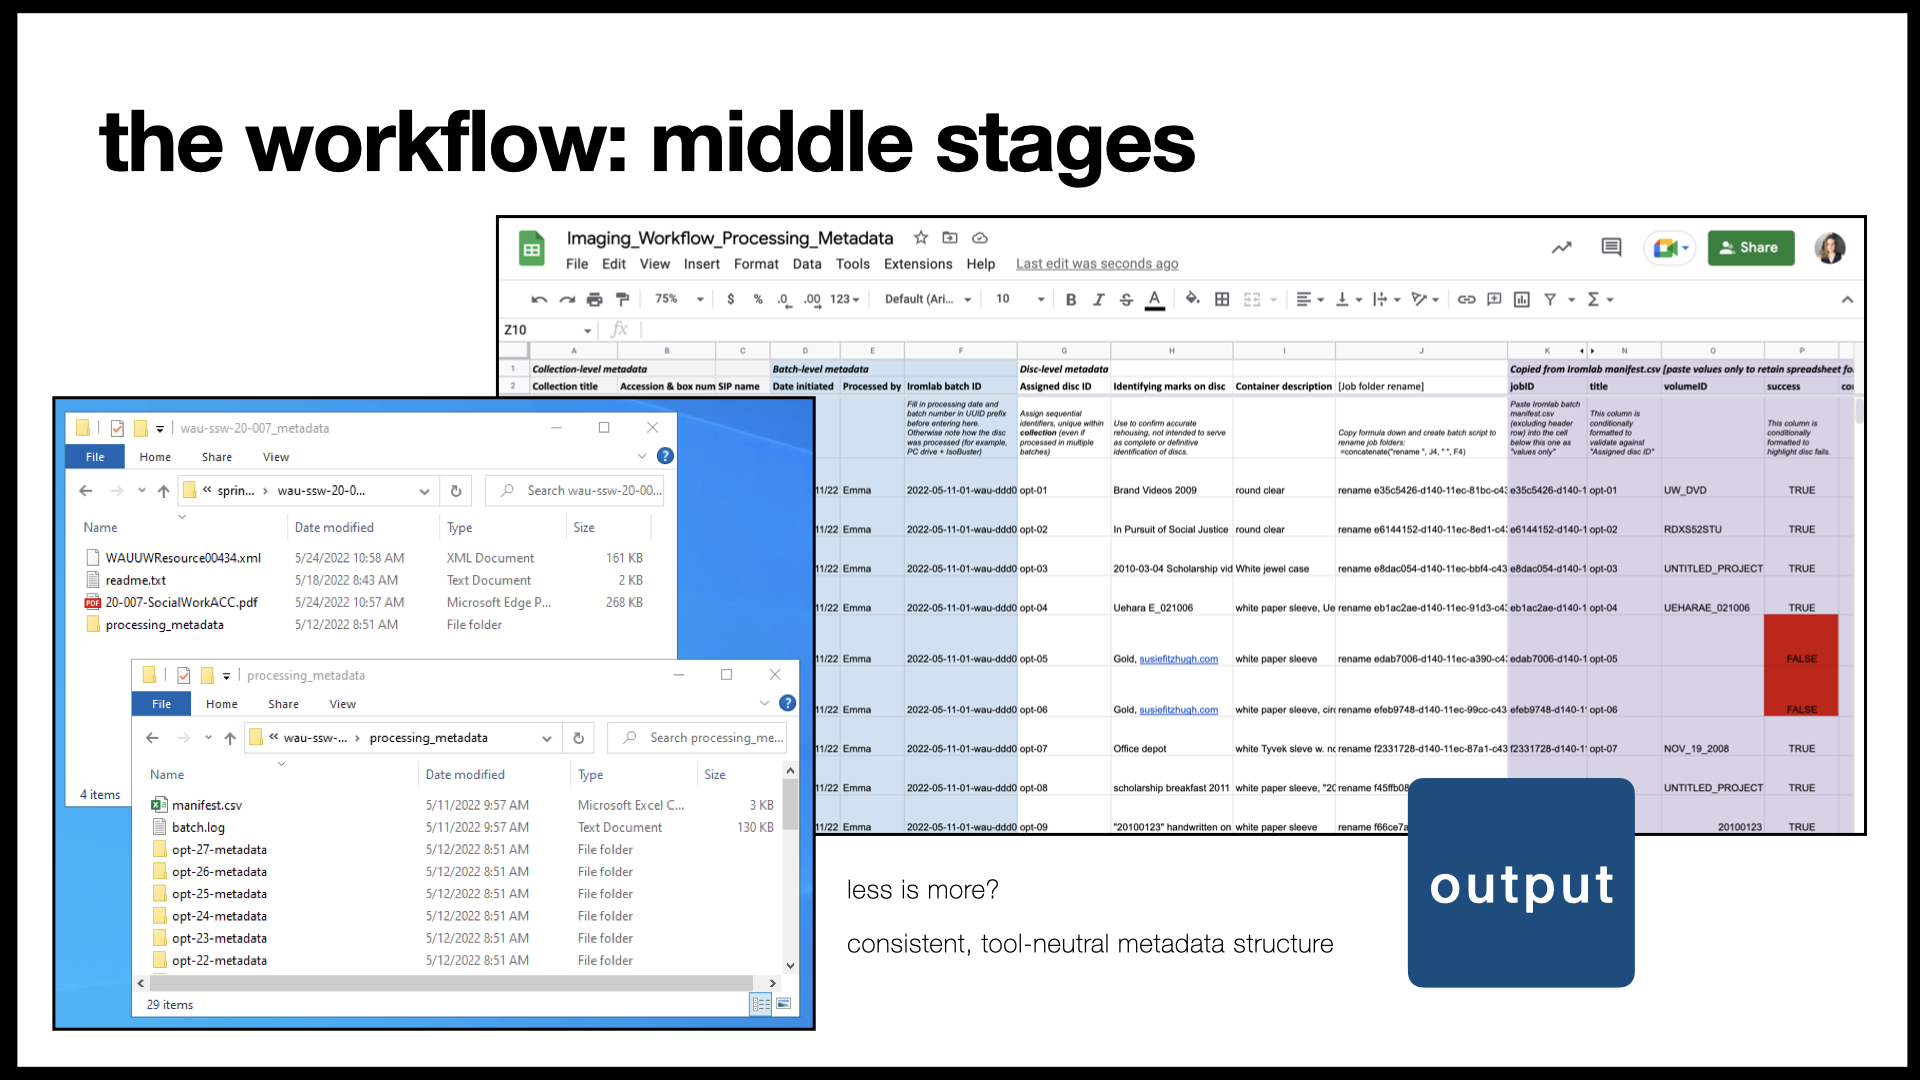 the workflow: middle stages
Imaging_Workflow_Processing_Metadata
File Edit View Insert Format Data Tools Extensions Help Last edit was seconds ago
Share
75% $ % .0 .00 123 Default (Ari... 10 B I S A
Z10 fx
A B C D E F G H I J K N O P
1 Collection-level metadata Batch-level metadata Disc-level metadata Copied from Iromlab manifest.csv [paste values only to retain spreadsheet fo
2 Collection title Accession & box num SIP name Date initiated Processed by Iromlab batch ID Assigned disc ID Identifying marks on disc Container description [Job folder rename] jobID title volumeID success
Fill in processing date and batch number in UUID prefix before entering here. Otherwise note how the disc was processed (for example, PC drive + IsoBuster)
Assign sequential identifiers, unique within collection (even if processed in multiple batches)
Use to confirm accurate rehousing, not intended to serve as complete or definitive identification of discs.
Copy formula down and create batch script to rename job folders: =concatenate("rename ", J4, " ", F4)
Paste Iromlab batch manifest.csv (excluding header row) into the cell below this one as "values only"
This column is conditionally formatted to validate against "Assigned disc ID"
This column is conditionally formatted to highlight disc fails.
11/22 Emma 2022-05-11-01-wau-ddd0 opt-01 Brand Videos 2009 round clear rename e35c5426-d140-11ec-81bc-c4 e35c5426-d140-1 opt-01 UW_DVD TRUE
11/22 Emma 2022-05-11-01-wau-ddd0 opt-02 In Pursuit of Social Justice round clear rename e6144152-d140-11ec-8ed1-c4 e6144152-d140-1 opt-02 RDXS52STU TRUE
11/22 Emma 2022-05-11-01-wau-ddd0 opt-03 2010-03-04 Scholarship vid White jewel case rename e8dac054-d140-11ec-bbf4-c4 e8dac054-d140-1 opt-03 UNTITLED_PROJECT TRUE
11/22 Emma 2022-05-11-01-wau-ddd0 opt-04 Uehara E_021006 white paper sleeve, Ue rename eb1ac2ae-d140-11ec-91d3-c4 eb1ac2ae-d140-1 opt-04 UEHARAE_021006 TRUE
11/22 Emma 2022-05-11-01-wau-ddd0 opt-05 Gold, susiefitzhugh.com white paper sleeve rename edab7006-d140-11ec-a390-c4 edab7006-d140-1 opt-05 FALSE
11/22 Emma 2022-05-11-01-wau-ddd0 opt-06 Gold, susiefitzhugh.com white paper sleeve, circ rename efeb9748-d140-11ec-99cc-c4 efeb9748-d140-1 opt-06 FALSE
11/22 Emma 2022-05-11-01-wau-ddd0 opt-07 Office depot white Tyvek sleve w. no rename f2331728-d140-11ec-87a1-c4 f2331728-d140-1 opt-07 NOV_19_2008 TRUE
11/22 Emma 2022-05-11-01-wau-ddd0 opt-08 scholarship breakfast 2011 white paper sleeve, "20 rename f45ffb08 UNTITLED_PROJECT TRUE
11/22 Emma 2022-05-11-01-wau-ddd0 opt-09 "20100123" handwritten on white paper sleeve rename f66ce7a 20100123 TRUE
wau-ssw-20-007_metadata
File Home Share View
« sprin... › wau-ssw-20-0... Search wau-ssw-20-00...
Name Date modified Type Size
WAUUWResource00434.xml 5/24/2022 10:58 AM XML Document 161 KB
readme.txt 5/18/2022 8:43 AM Text Document 2 KB
20-007-SocialWorkACC.pdf 5/24/2022 10:57 AM Microsoft Edge P... 268 KB
processing_metadata 5/12/2022 8:51 AM File folder
4 items
processing_metadata
File Home Share View
« wau-ssw-... › processing_metadata Search processing_me...
Name Date modified Type Size
manifest.csv 5/11/2022 9:57 AM Microsoft Excel C... 3 KB
batch.log 5/11/2022 9:57 AM Text Document 130 KB
opt-27-metadata 5/12/2022 8:51 AM File folder
opt-26-metadata 5/12/2022 8:51 AM File folder
opt-25-metadata 5/12/2022 8:51 AM File folder
opt-24-metadata 5/12/2022 8:51 AM File folder
opt-23-metadata 5/12/2022 8:51 AM File folder
opt-22-metadata 5/12/2022 8:51 AM File folder
29 items
less is more?
consistent, tool-neutral metadata structure
output